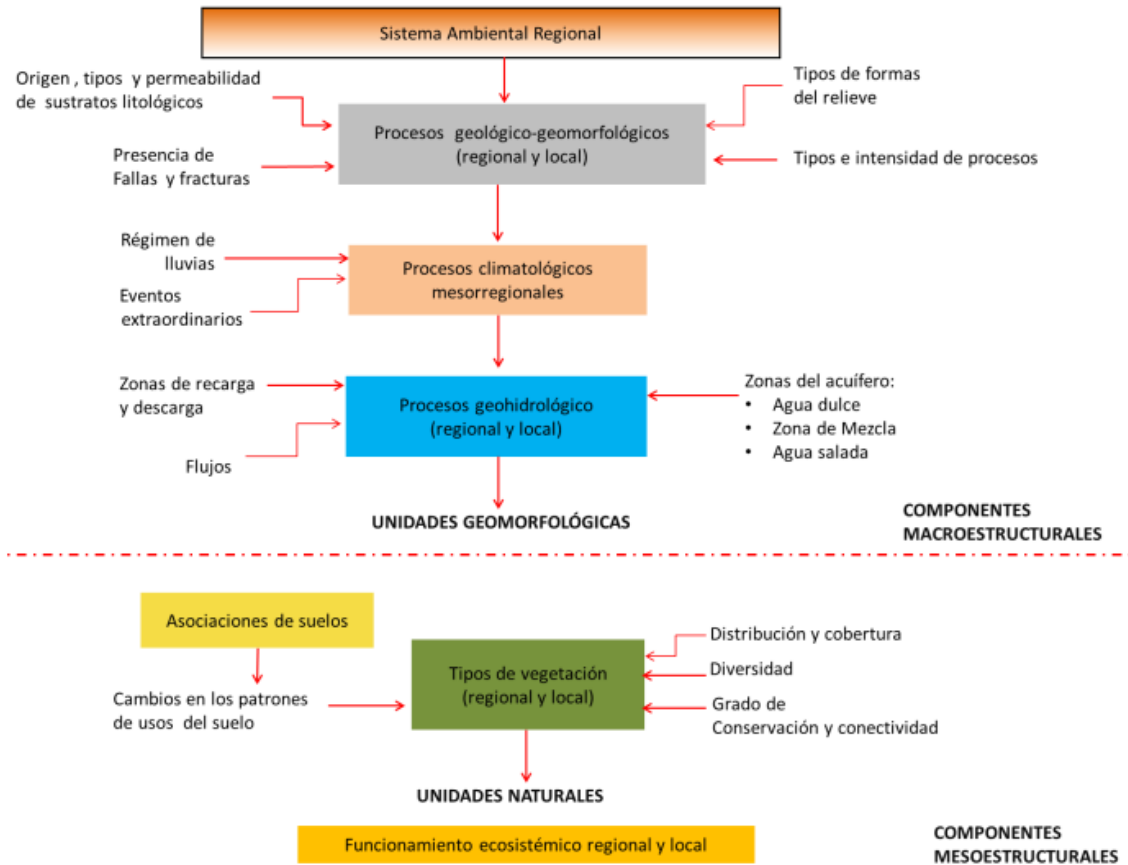 Sistema Ambiental Regional
Origen , tipos y permeabilidad
de sustratos litológicos
Tipos de formas
del relieve
Procesos geológico-geomorfológicos
(regional y local)
Presencia de
Fallas y fracturas
Tipos e intensidad de procesos
Régimen de
lluvias
Procesos climatológicos
mesorregionales
Eventos
extraordinarios
Zonas de recarga
y descarga
Procesos geohidrológico
(regional y local)
Zonas del acuífero:
• Agua dulce
• Zona de Mezcla
• Agua salada
Flujos
UNIDADES GEOMORFOLÓGICAS
COMPONENTES
MACROESTRUCTURALES
Asociaciones de suelos
Tipos de vegetación
(regional y local)
Distribución y cobertura
Diversidad
Grado de
Conservación y conectividad
Cambios en los patrones
de usos del suelo
UNIDADES NATURALES
Funcionamiento ecosistémico regional y local
COMPONENTES
MESOESTRUCTURALES